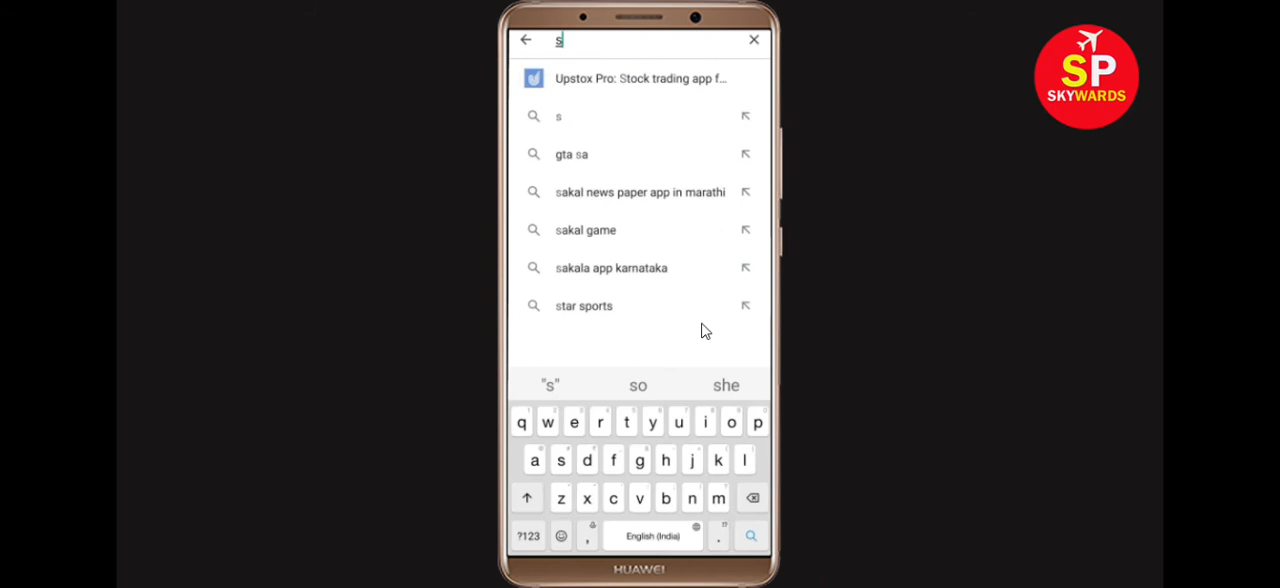 s
Upstox Pro: Stock trading app f...
s
gta sa
sakal news paper app in marathi
sakal game
sakala app karnataka
star sports
"s" so she
q w e r t y u i o p
a s d f g h j k l
z x c v b n m
?123 , English (India) .
HUAWEI
SP
SKYWARDS